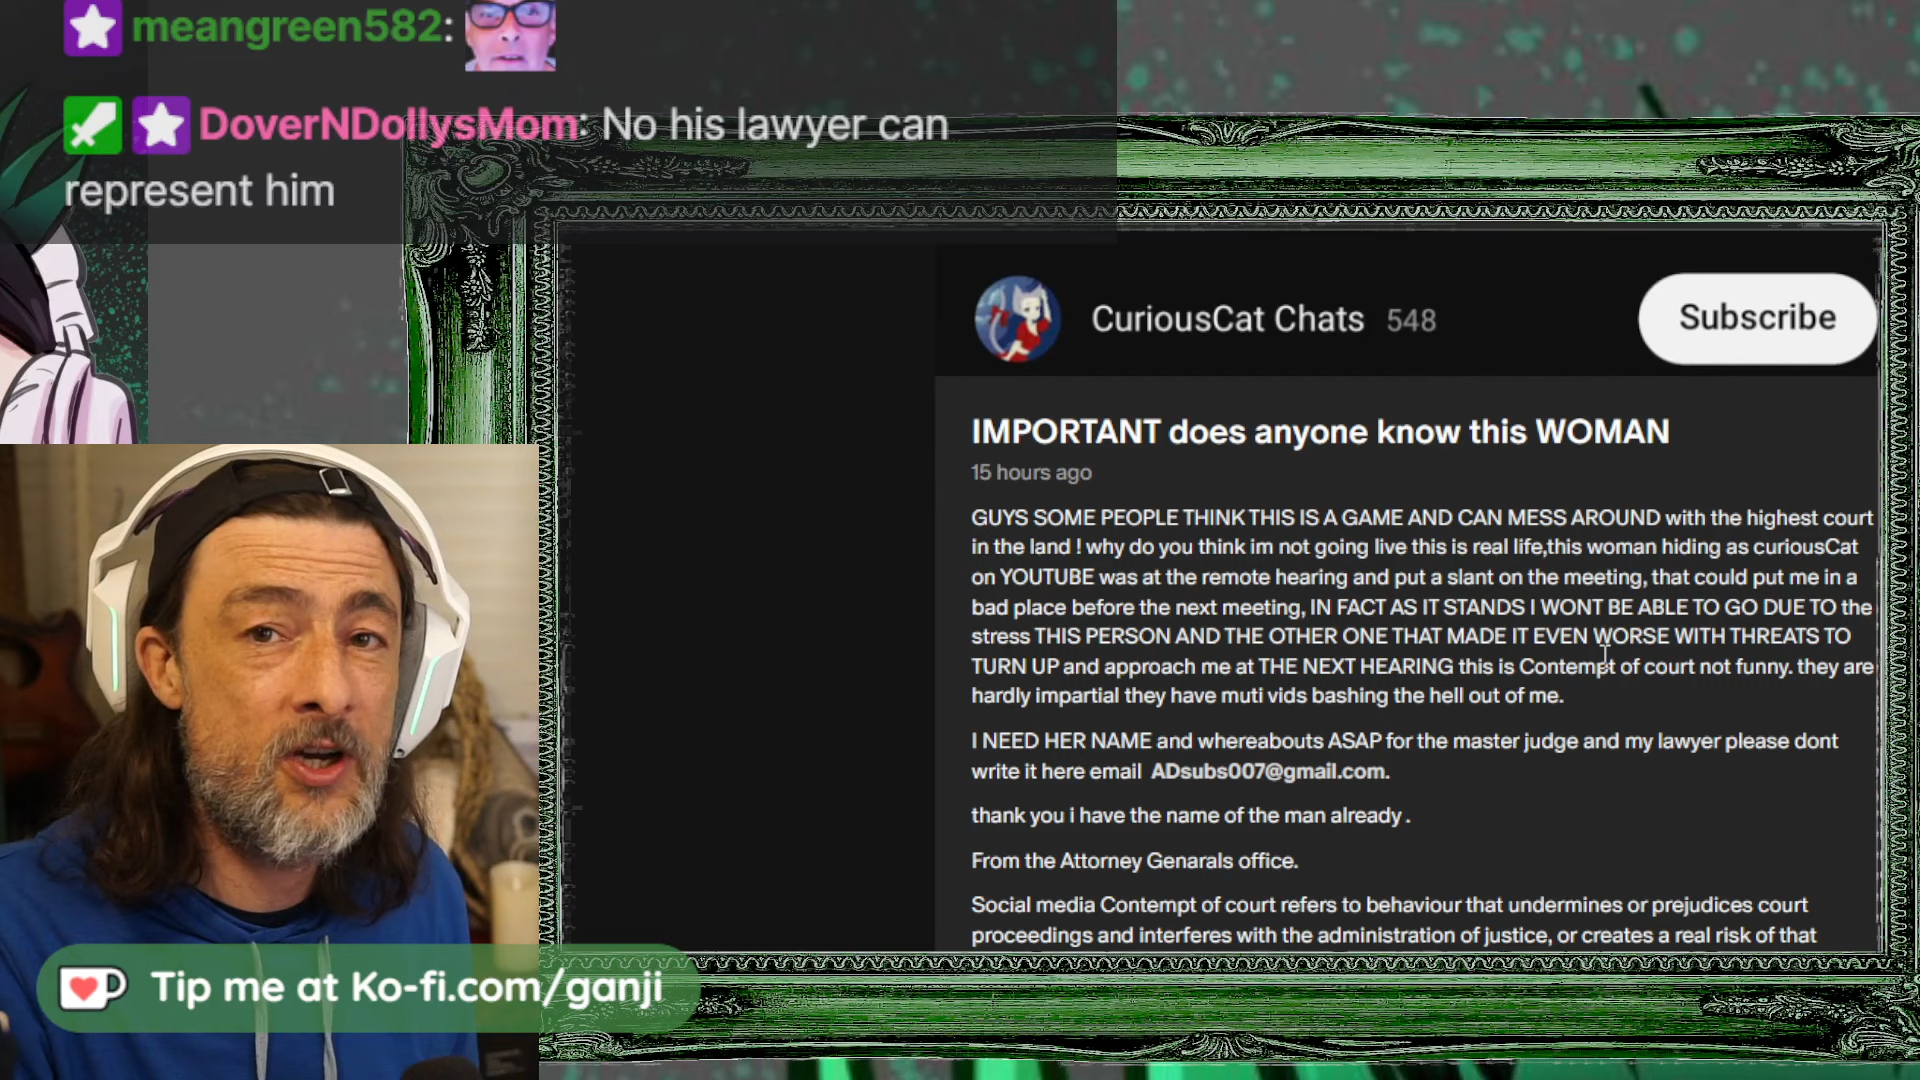 meangreen582:
DoverNDollysMom: No his lawyer can
represent him
CuriousCat Chats 548
Subscribe
IMPORTANT does anyone know this WOMAN
15 hours ago
GUYS SOME PEOPLE THINK THIS IS A GAME AND CAN MESS AROUND with the highest court
in the land ! why do you think im not going live this is real life,this woman hiding as curiousCat
on YOUTUBE was at the remote hearing and put a slant on the meeting, that could put me in a
bad place before the next meeting, IN FACT AS IT STANDS I WONT BE ABLE TO GO DUE TO the
stress THIS PERSON AND THE OTHER ONE THAT MADE IT EVEN WORSE WITH THREATS TO
TURN UP and approach me at THE NEXT HEARING this is Contempt of court not funny. they are
hardly impartial they have muti vids bashing the hell out of me.
I NEED HER NAME and whereabouts ASAP for the master judge and my lawyer please dont
write it here email ADsubs007@gmail.com.
thank you i have the name of the man already .
From the Attorney Genarals office.
Social media Contempt of court refers to behaviour that undermines or prejudices court
proceedings and interferes with the administration of justice, or creates a real risk of that
Tip me at Ko-fi.com/ganji